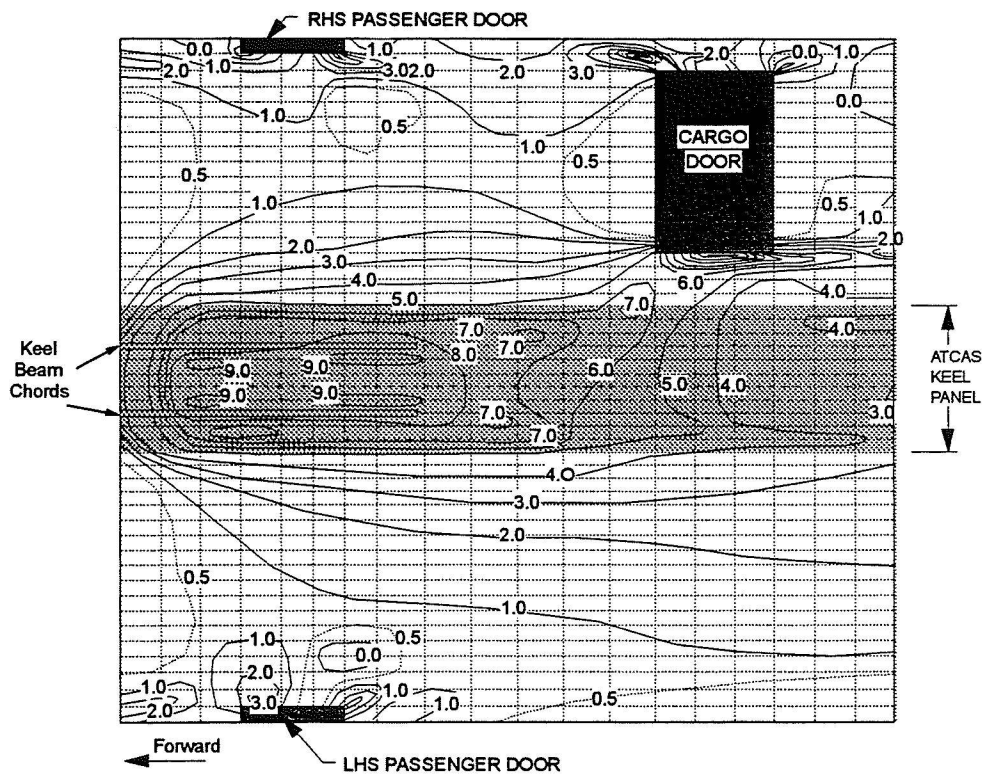 RHS PASSENGER DOOR
0.0 1.0 2.0 0.0 1.0
2.0 1.0 3.0 2.0 2.0 3.0
0.0
1.0 0.5 1.0
CARGO
DOOR
0.5 0.5
0.5
1.0 1.0
2.0 2.0
3.0
4.0 6.0
5.0 7.0 4.0
7.0 7.0 4.0
Keel
Beam
Chords
8.0
9.0 9.0 6.0
9.0 9.0 5.0 4.0
7.0 3.0
7.0
ATCAS
KEEL
PANEL
4.O
3.0
2.0
0.5
1.0
1.0 0.5
0.0
1.0 2.0 1.0 0.5
2.0 3.0 1.0
Forward
LHS PASSENGER DOOR